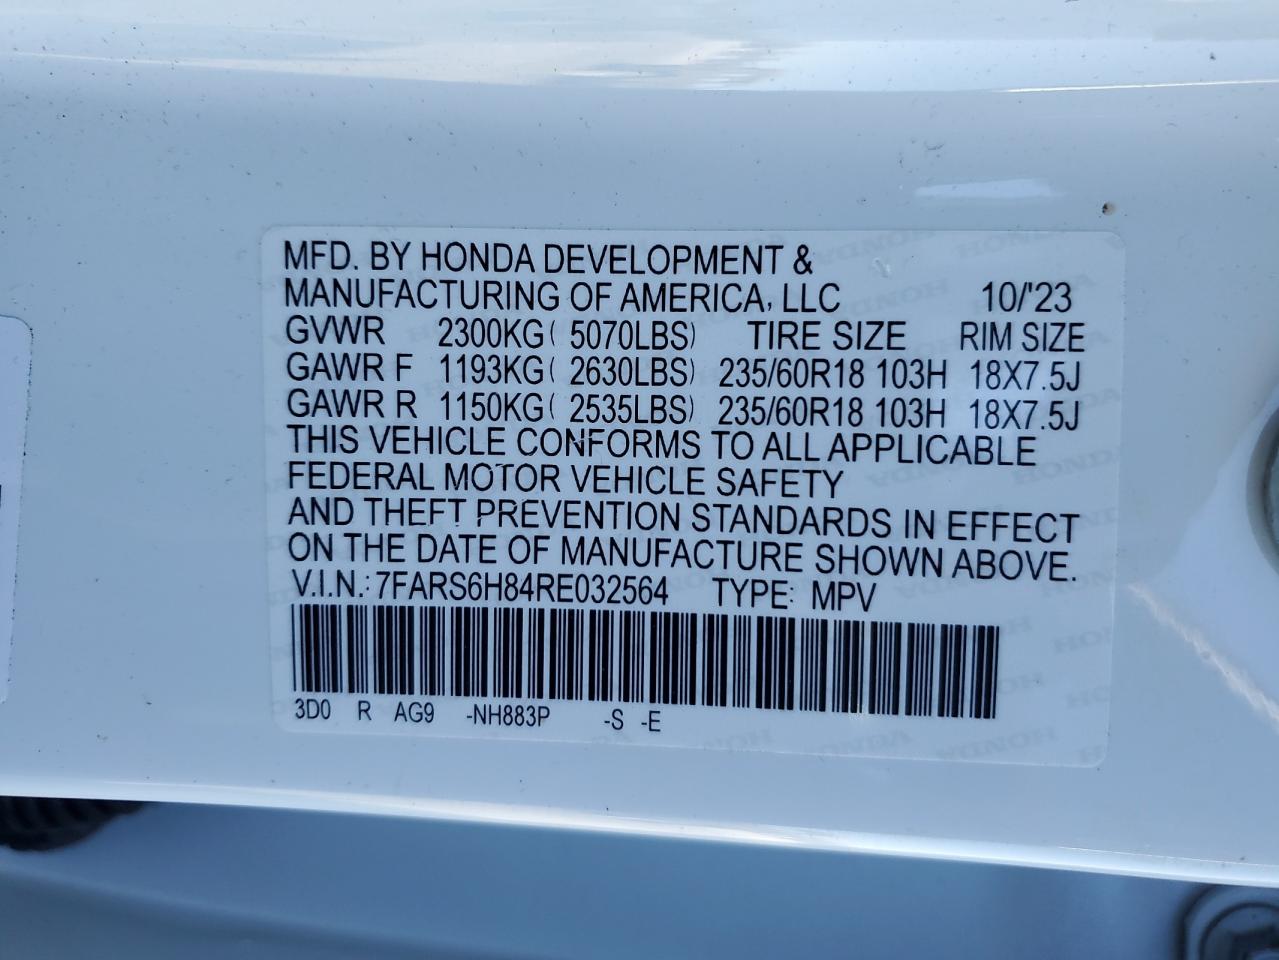 MFD. BY HONDA DEVELOPMENT &
MANUFACTURING OF AMERICA, LLC 10/'23
GVWR 2300KG( 5070LBS) TIRE SIZE RIM SIZE
GAWR F 1193KG( 2630LBS) 235/60R18 103H 18X7.5J
GAWR R 1150KG( 2535LBS) 235/60R18 103H 18X7.5J
THIS VEHICLE CONFORMS TO ALL APPLICABLE
FEDERAL MOTOR VEHICLE SAFETY
AND THEFT PREVENTION STANDARDS IN EFFECT
ON THE DATE OF MANUFACTURE SHOWN ABOVE.
V.I.N.: 7FARS6H84RE032564 TYPE: MPV
3D0 R AG9 -NH883P -S -E